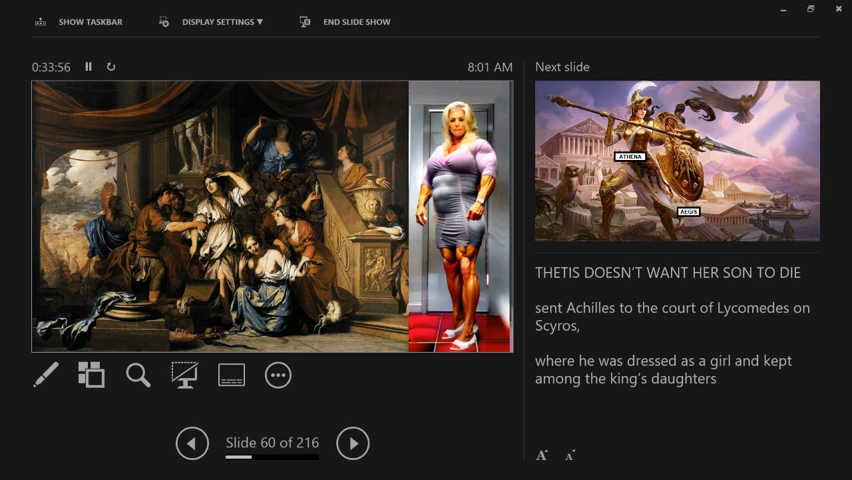 SHOW TASKBAR
DISPLAY SETTINGS ▼
END SLIDE SHOW
0:33:56
8:01 AM
Next slide
ATHENA
AEGIS
THETIS DOESN'T WANT HER SON TO DIE
sent Achilles to the court of Lycomedes on
Scyros,
where he was dressed as a girl and kept
among the king's daughters
Slide 60 of 216
A A